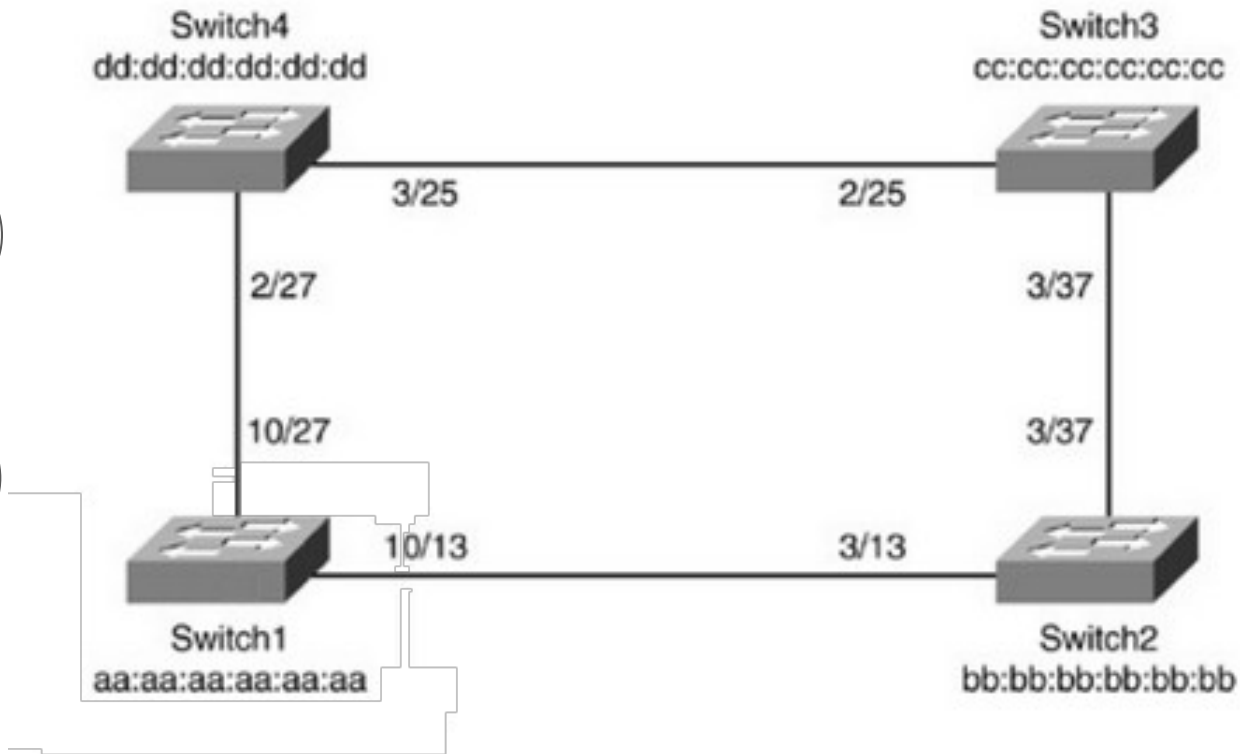 Switch4
dd:dd:dd:dd:dd:dd
Switch3
cc:cc:cc:cc:cc:cc
3/25
2/25
2/27
3/37
10/27
3/37
10/13
3/13
Switch1
aa:aa:aa:aa:aa:aa
Switch2
bb:bb:bb:bb:bb:bb